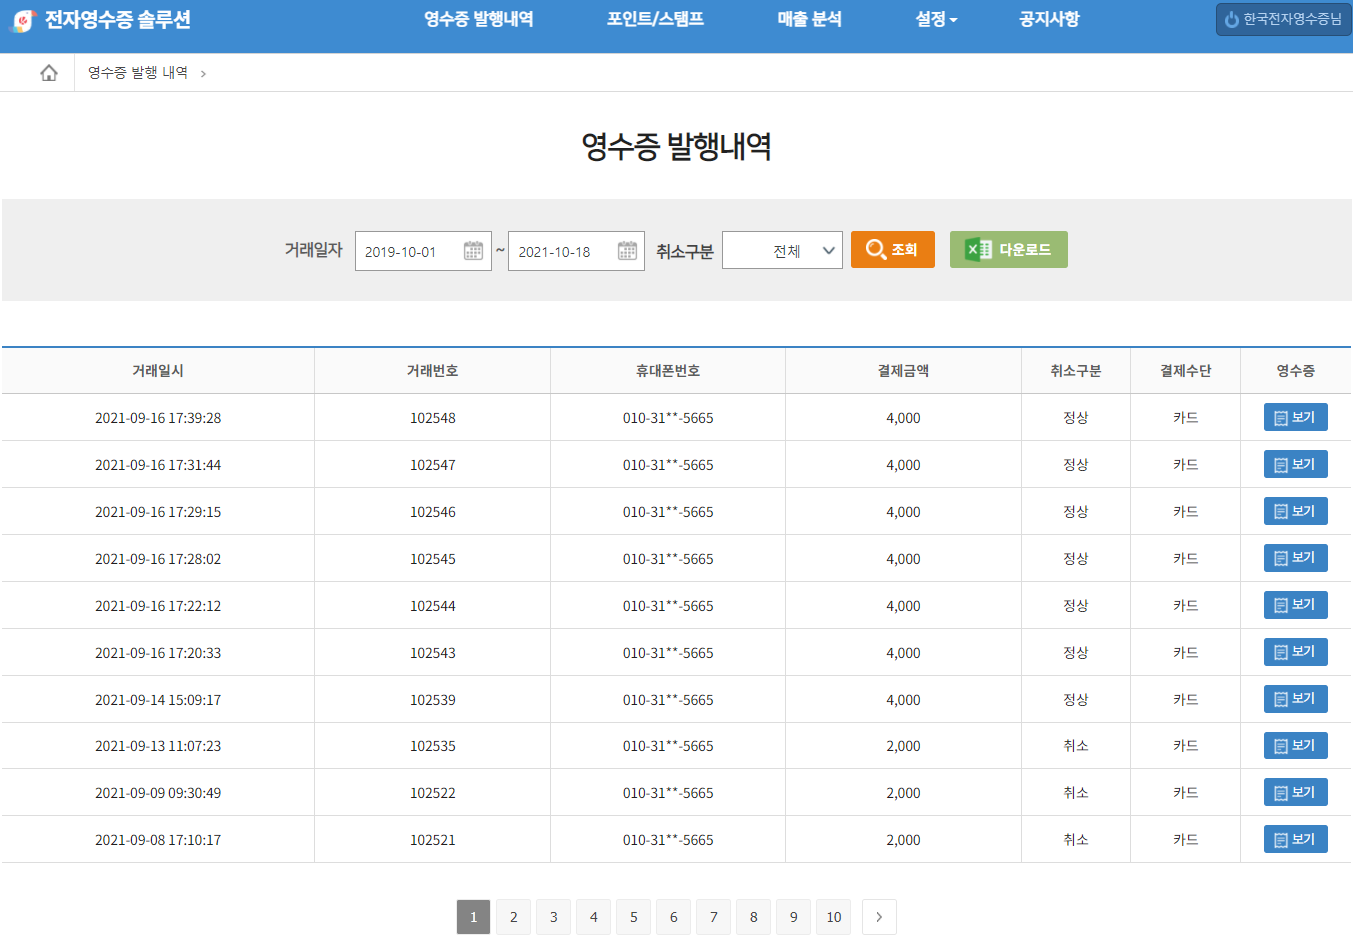 전자영수증 솔루션 영수증 발행내역 포인트/스탬프 매출 분석 설정 공지사항 한국전자영수증님
영수증 발행 내역 >
영수증 발행내역
거래일자 2019-10-01 ~ 2021-10-18 취소구분 전체 조회 다운로드
거래일시 거래번호 휴대폰번호 결제금액 취소구분 결제수단 영수증
2021-09-16 17:39:28 102548 010-31**-5665 4,000 정상 카드 보기
2021-09-16 17:31:44 102547 010-31**-5665 4,000 정상 카드 보기
2021-09-16 17:29:15 102546 010-31**-5665 4,000 정상 카드 보기
2021-09-16 17:28:02 102545 010-31**-5665 4,000 정상 카드 보기
2021-09-16 17:22:12 102544 010-31**-5665 4,000 정상 카드 보기
2021-09-16 17:20:33 102543 010-31**-5665 4,000 정상 카드 보기
2021-09-14 15:09:17 102539 010-31**-5665 4,000 정상 카드 보기
2021-09-13 11:07:23 102535 010-31**-5665 2,000 취소 카드 보기
2021-09-09 09:30:49 102522 010-31**-5665 2,000 취소 카드 보기
2021-09-08 17:10:17 102521 010-31**-5665 2,000 취소 카드 보기
1 2 3 4 5 6 7 8 9 10 >